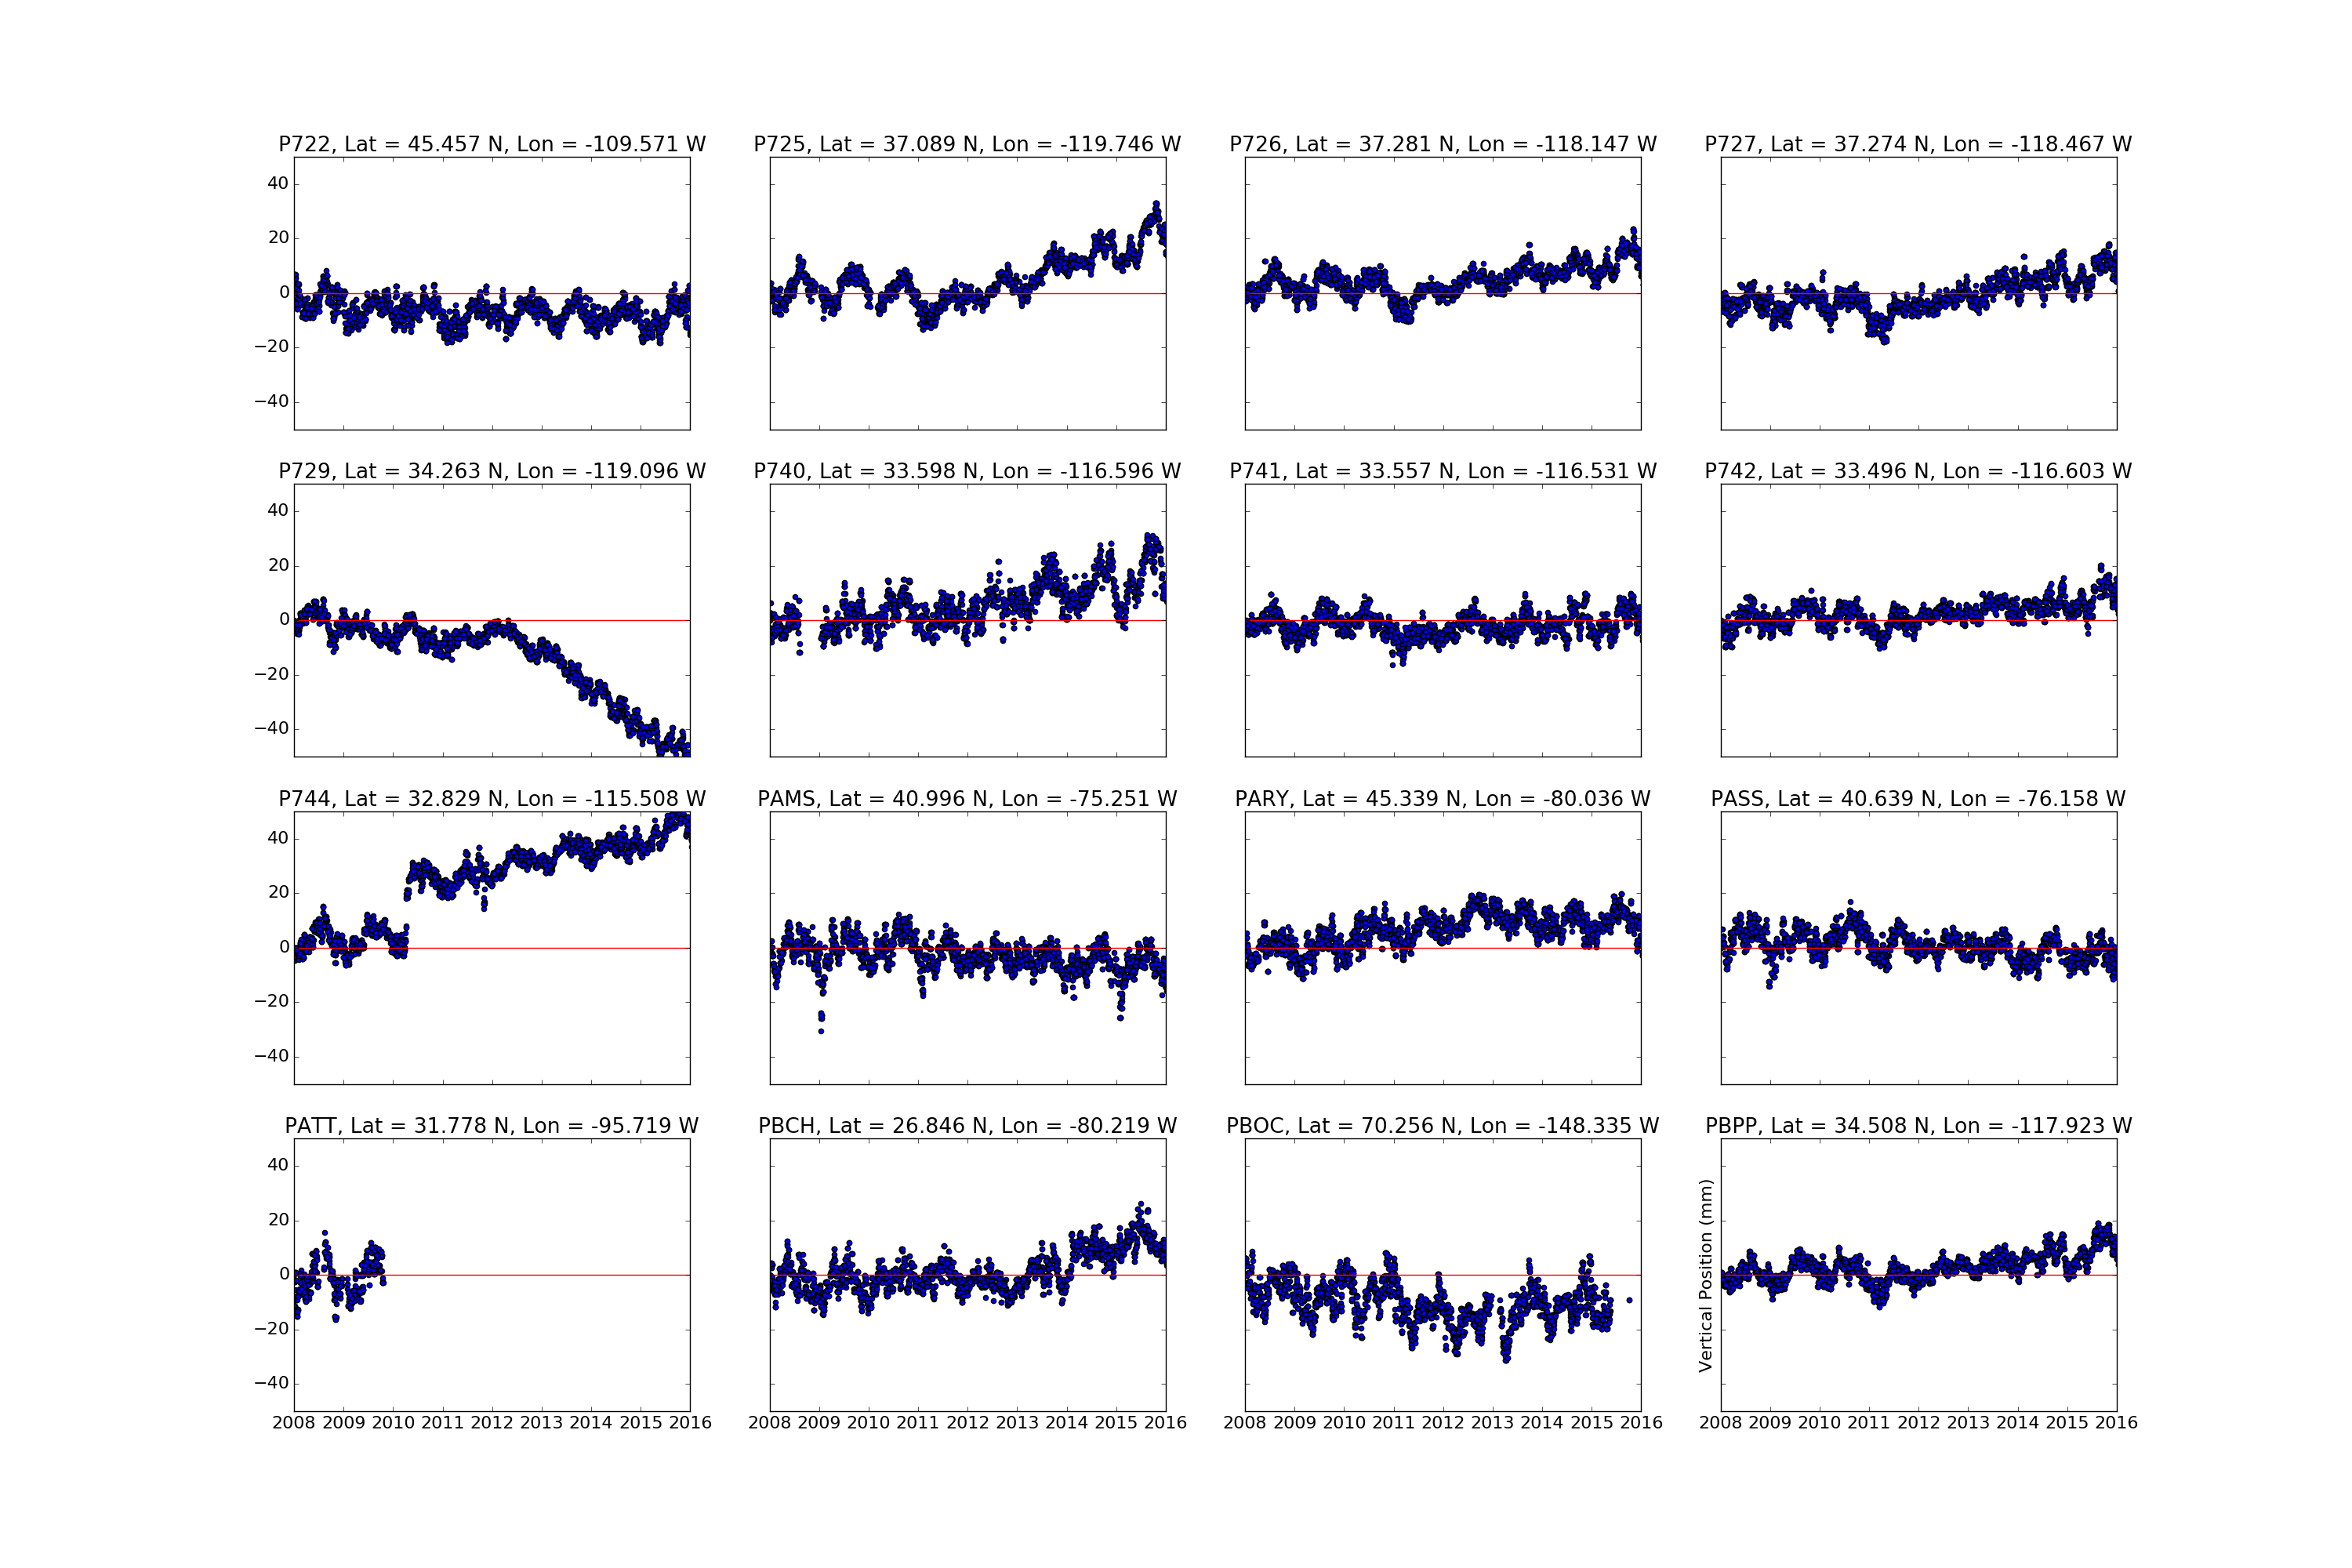 P722, Lat = 45.457 N, Lon = -109.571 W
P725, Lat = 37.089 N, Lon = -119.746 W
P726, Lat = 37.281 N, Lon = -118.147 W
P727, Lat = 37.274 N, Lon = -118.467 W
40
20
0
−20
−40
P729, Lat = 34.263 N, Lon = -119.096 W
P740, Lat = 33.598 N, Lon = -116.596 W
P741, Lat = 33.557 N, Lon = -116.531 W
P742, Lat = 33.496 N, Lon = -116.603 W
40
20
0
−20
−40
P744, Lat = 32.829 N, Lon = -115.508 W
PAMS, Lat = 40.996 N, Lon = -75.251 W
PARY, Lat = 45.339 N, Lon = -80.036 W
PASS, Lat = 40.639 N, Lon = -76.158 W
40
20
0
−20
−40
PATT, Lat = 31.778 N, Lon = -95.719 W
PBCH, Lat = 26.846 N, Lon = -80.219 W
PBOC, Lat = 70.256 N, Lon = -148.335 W
PBPP, Lat = 34.508 N, Lon = -117.923 W
40
20
0
−20
−40
Vertical Position (mm)
2008 2009 2010 2011 2012 2013 2014 2015 2016
2008 2009 2010 2011 2012 2013 2014 2015 2016
2008 2009 2010 2011 2012 2013 2014 2015 2016
2008 2009 2010 2011 2012 2013 2014 2015 2016